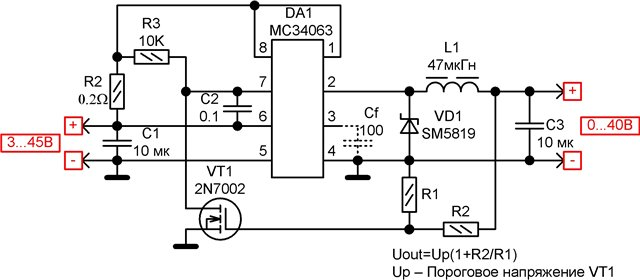 DA1
MC34063
R3
10K
8
1
L1
47мкГн
R2
0.2Ω
7
2
C2
0.1
+
6
3
Cf
100
VD1
SM5819
+
3...45В
C1
10 мк
0...40В
C3
10 мк
-
5
4
-
VT1
2N7002
R1
R2
Uout=Up(1+R2/R1)
Up – Пороговое напряжение VT1